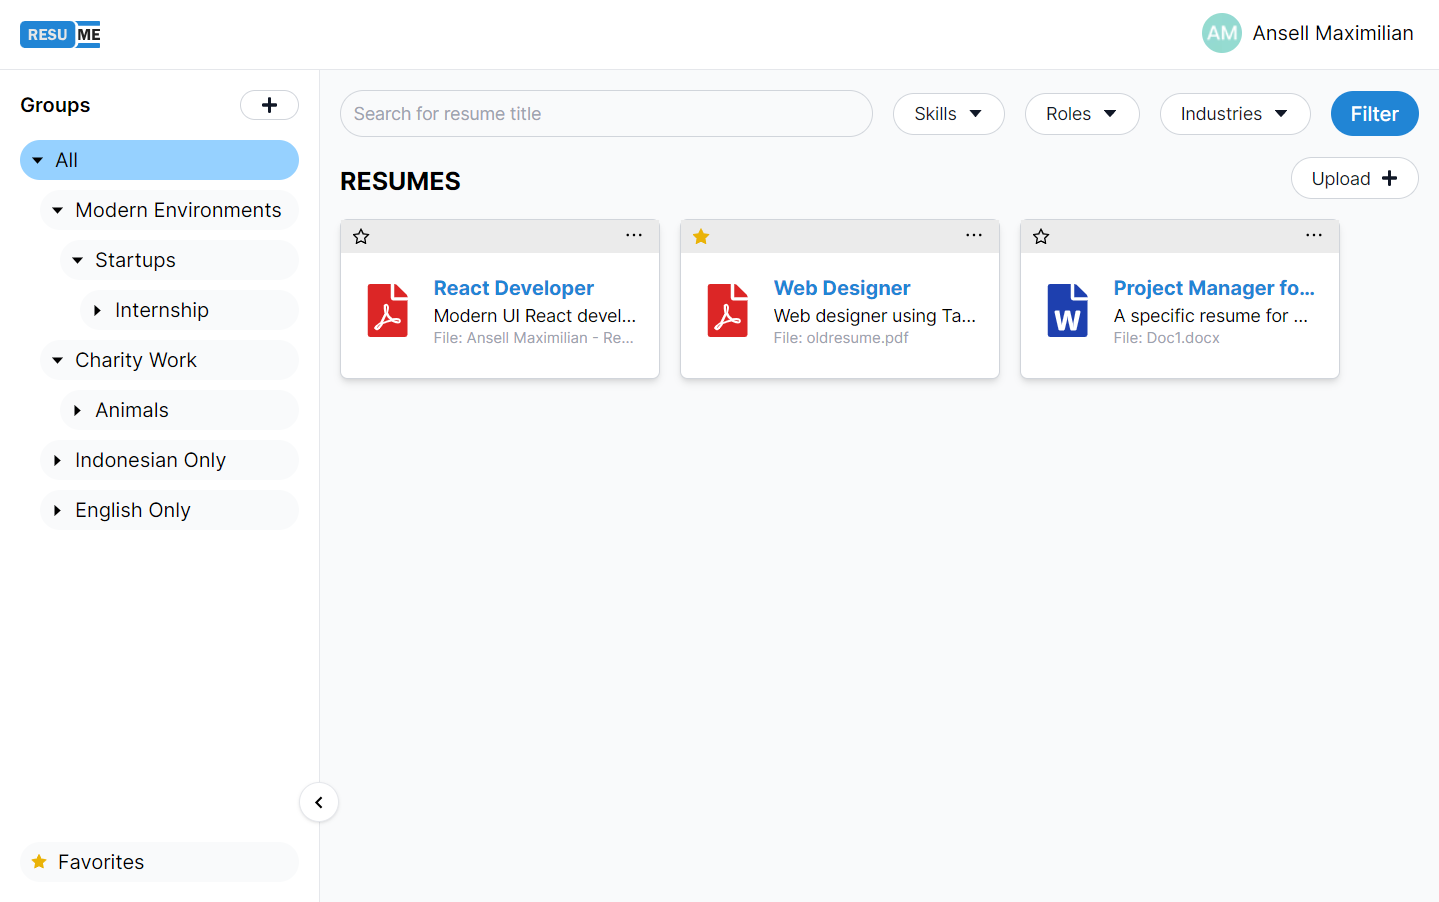 RESUME
AM Ansell Maximilian
Groups
All
Modern Environments
Startups
Internship
Charity Work
Animals
Indonesian Only
English Only
Favorites
Search for resume title
Skills
Roles
Industries
Filter
RESUMES
Upload
React Developer
Modern UI React devel...
File: Ansell Maximilian - Re...
Web Designer
Web designer using Ta...
File: oldresume.pdf
W
Project Manager fo...
A specific resume for ...
File: Doc1.docx